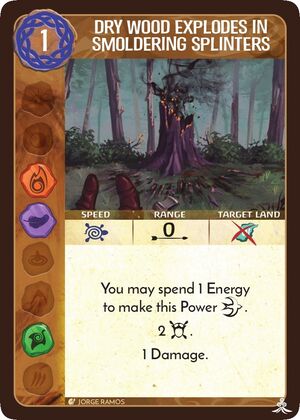 1
DRY WOOD EXPLODES IN
SMOLDERING SPLINTERS
SPEED RANGE TARGET LAND
0
You may spend 1 Energy
to make this Power .
2 .
1 Damage.
JORGE RAMOS